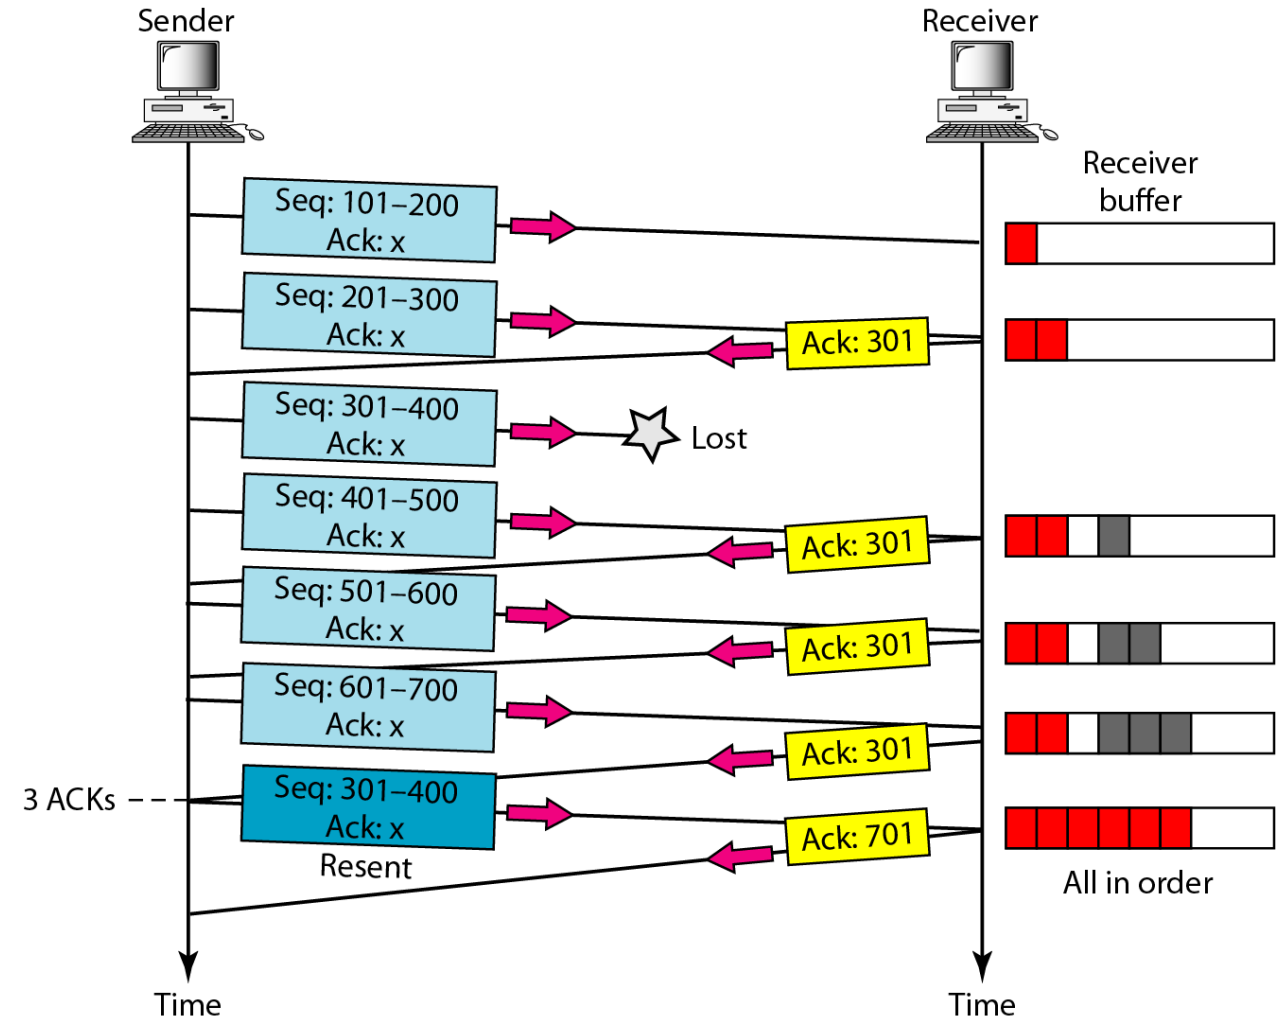 Sender
Receiver
Receiver
buffer
Seq: 101–200
Ack: x
Seq: 201–300
Ack: x
Ack: 301
Seq: 301–400
Ack: x
Lost
Seq: 401–500
Ack: x
Ack: 301
Seq: 501–600
Ack: x
Ack: 301
Seq: 601–700
Ack: x
Ack: 301
3 ACKs
Seq: 301–400
Ack: x
Resent
Ack: 701
All in order
Time
Time